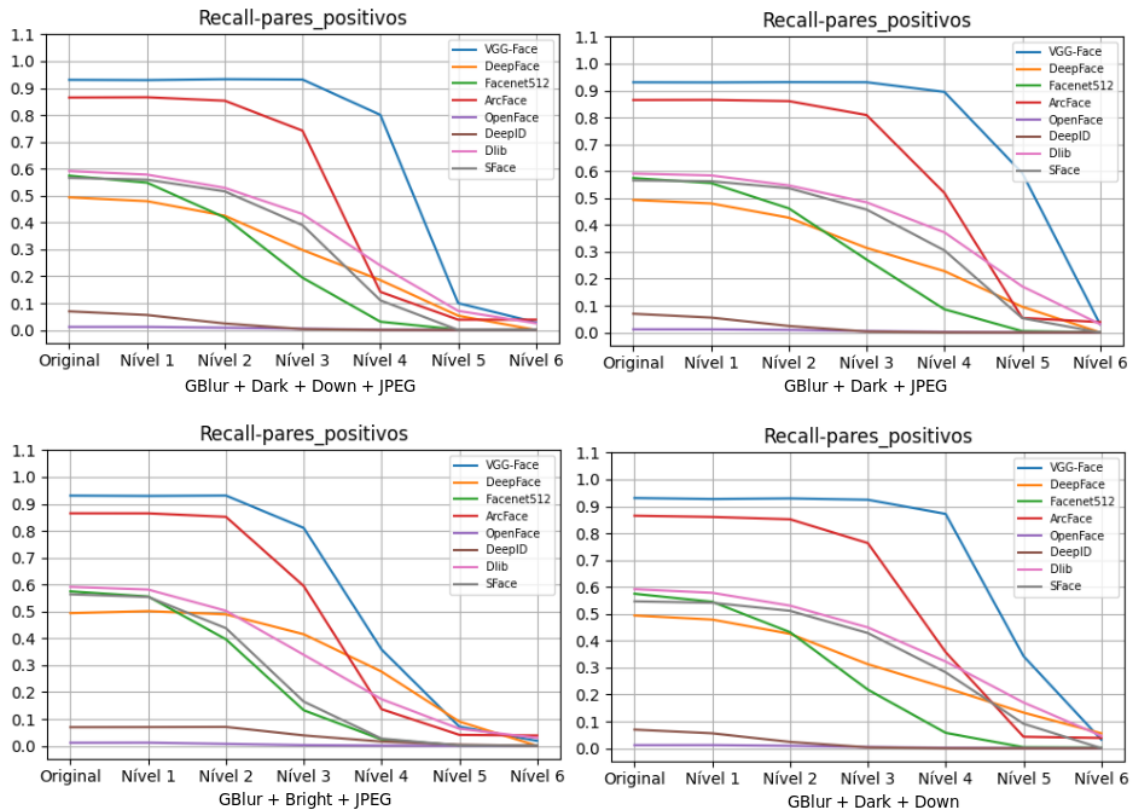 Recall-pares_positivos
1.1
1.0
0.9
0.8
0.7
0.6
0.5
0.4
0.3
0.2
0.1
0.0
VGG-Face
DeepFace
Facenet512
ArcFace
OpenFace
DeepID
Dlib
SFace
Original Nível 1 Nível 2 Nível 3 Nível 4 Nível 5 Nível 6
GBlur + Dark + Down + JPEG
Recall-pares_positivos
1.1
1.0
0.9
0.8
0.7
0.6
0.5
0.4
0.3
0.2
0.1
0.0
VGG-Face
DeepFace
Facenet512
ArcFace
OpenFace
DeepID
Dlib
SFace
Original Nível 1 Nível 2 Nível 3 Nível 4 Nível 5 Nível 6
GBlur + Dark + JPEG
Recall-pares_positivos
1.1
1.0
0.9
0.8
0.7
0.6
0.5
0.4
0.3
0.2
0.1
0.0
VGG-Face
DeepFace
Facenet512
ArcFace
OpenFace
DeepID
Dlib
SFace
Original Nível 1 Nível 2 Nível 3 Nível 4 Nível 5 Nível 6
GBlur + Bright + JPEG
Recall-pares_positivos
1.1
1.0
0.9
0.8
0.7
0.6
0.5
0.4
0.3
0.2
0.1
0.0
VGG-Face
DeepFace
Facenet512
ArcFace
OpenFace
DeepID
Dlib
SFace
Original Nível 1 Nível 2 Nível 3 Nível 4 Nível 5 Nível 6
GBlur + Dark + Down